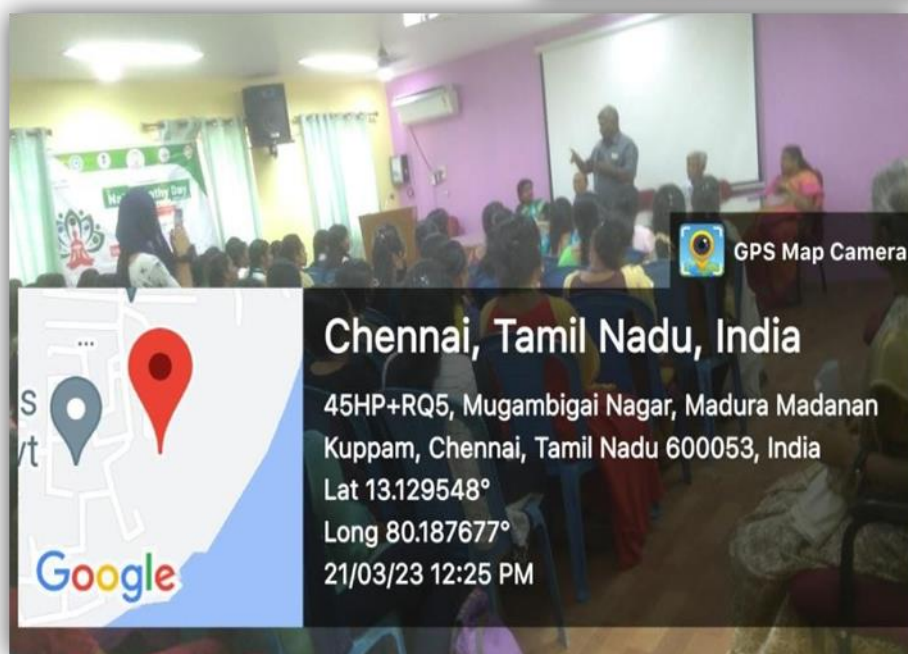 Day
GPS Map Camera
Chennai, Tamil Nadu, India
45HP+RQ5, Mugambigai Nagar, Madura Madanan
Kuppam, Chennai, Tamil Nadu 600053, India
Lat 13.129548°
Long 80.187677°
21/03/23 12:25 PM
...
S
Google